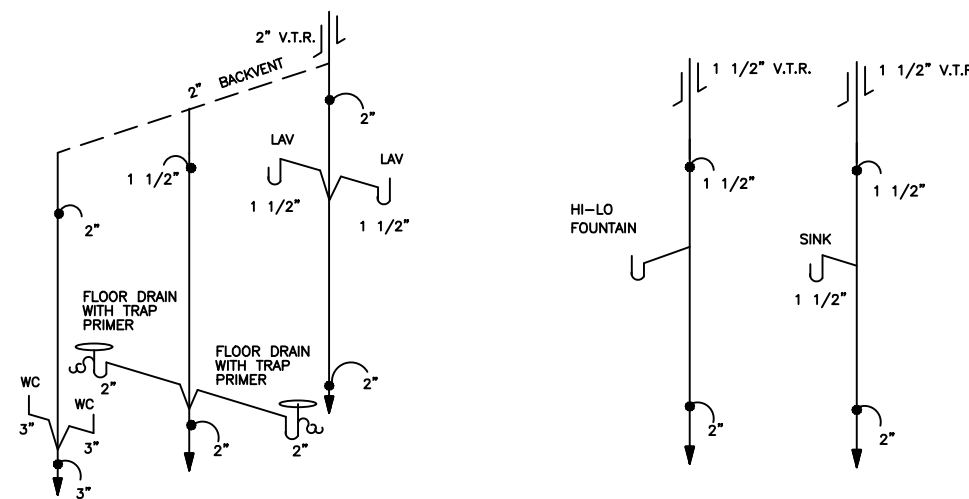 2” V.T.R.
2” BACKVENT
2”
LAV
LAV
1 1/2”
1 1/2”
1 1/2”
2”
FLOOR DRAIN
WITH TRAP
PRIMER
FLOOR DRAIN
WITH TRAP
PRIMER
2”
2”
WC
WC
3”
3”
2”
2”
3”
1 1/2” V.T.R.
1 1/2” V.T.R
1 1/2”
1 1/2”
HI-LO
FOUNTAIN
SINK
1 1/2”
2”
2”